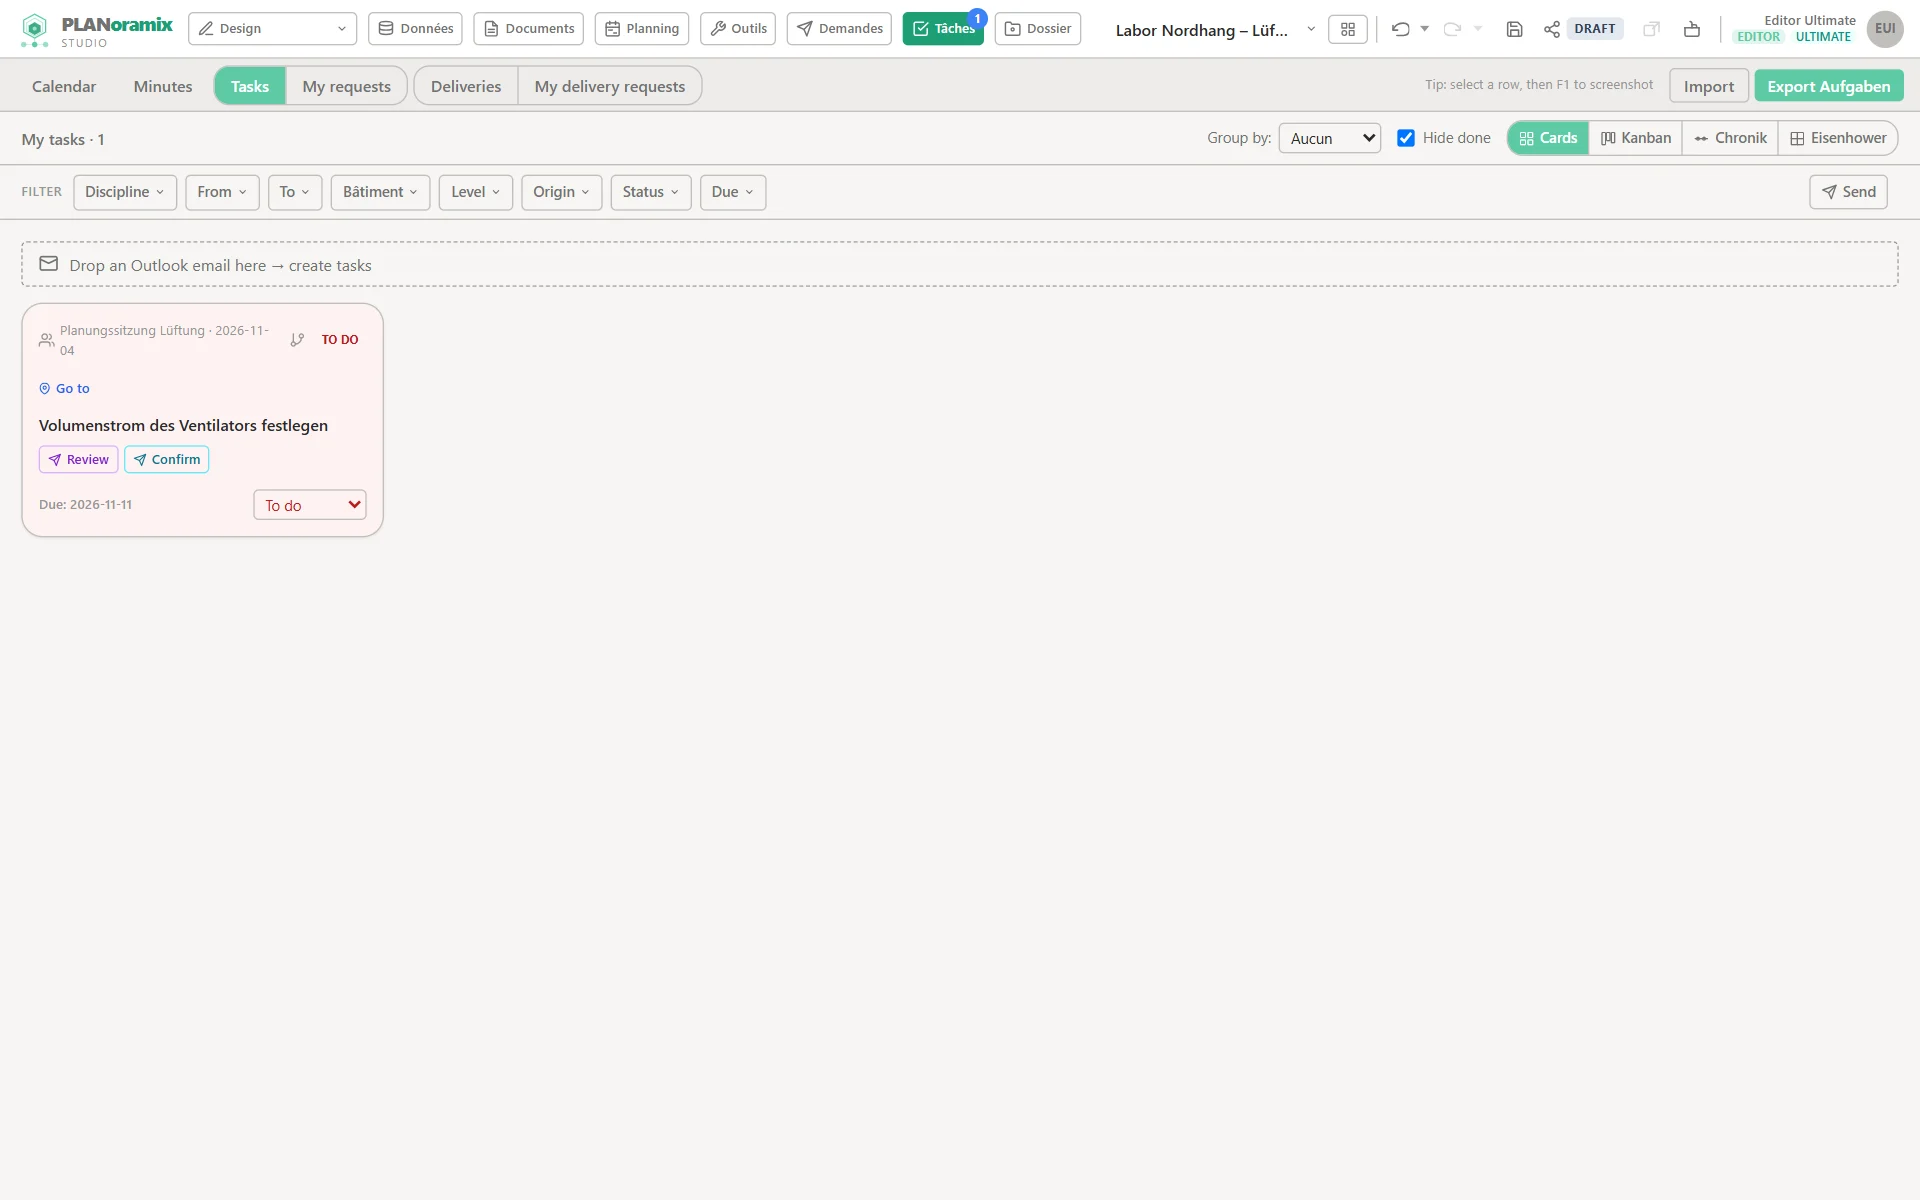 PLANoramix
STUDIO
Design
Données
Documents
Planning
Outils
Demandes
Tâches
1
Dossier
Labor Nordhang – Lüf...
DRAFT
Editor Ultimate
EDITOR
ULTIMATE
EUI
Calendar
Minutes
Tasks
My requests
Deliveries
My delivery requests
Tip: select a row, then F1 to screenshot
Import
Export Aufgaben
My tasks · 1
Group by:
Aucun
Hide done
Cards
Kanban
Chronik
Eisenhower
FILTER
Discipline
From
To
Bâtiment
Level
Origin
Status
Due
Send
Drop an Outlook email here → create tasks
Planungssitzung Lüftung · 2026-11-
04
TO DO
Go to
Volumenstrom des Ventilators festlegen
Review
Confirm
Due: 2026-11-11
To do